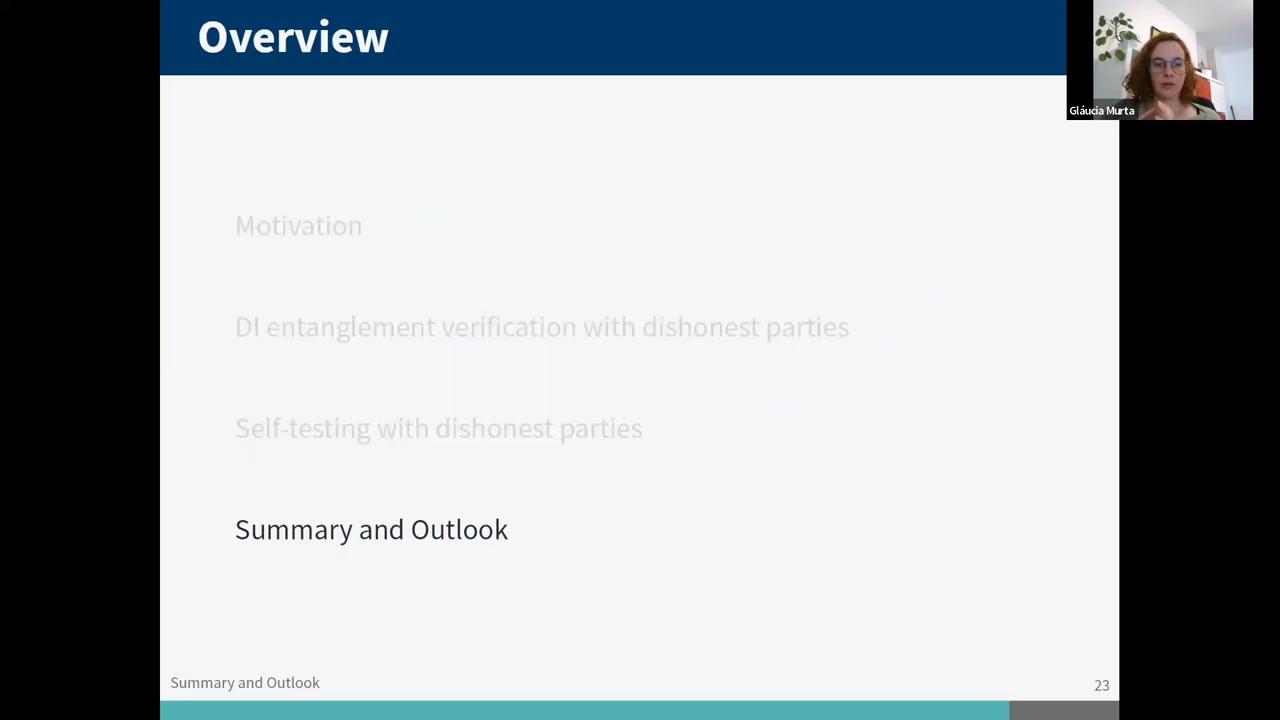 Overview
Gláucia Murta
Motivation
DI entanglement verification with dishonest parties
Self-testing with dishonest parties
Summary and Outlook
Summary and Outlook
23